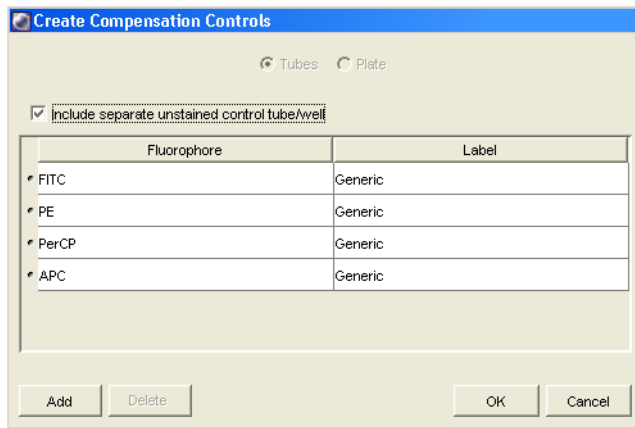 Create Compensation Controls
Tubes Plate
Include separate unstained control tube/well
Fluorophore Label
FITC Generic
PE Generic
PerCP Generic
APC Generic
Add Delete OK Cancel